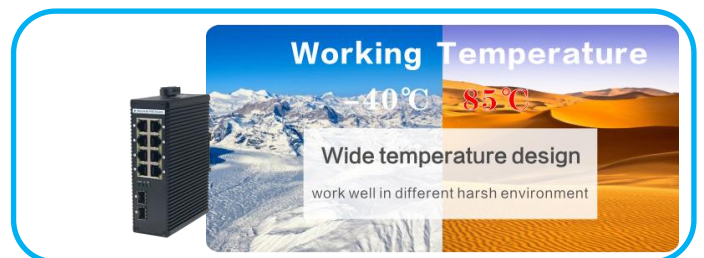 Working Temperature
-40℃ 85℃
Wide temperature design
work well in different harsh environment